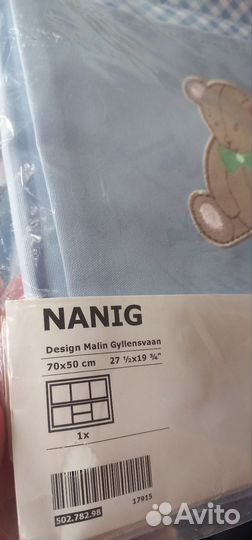 NANIG
Design Malin Gyllensvaan
70x50 cm 27 ½x19 ¾"
1x
17915
502.782.98
Avito